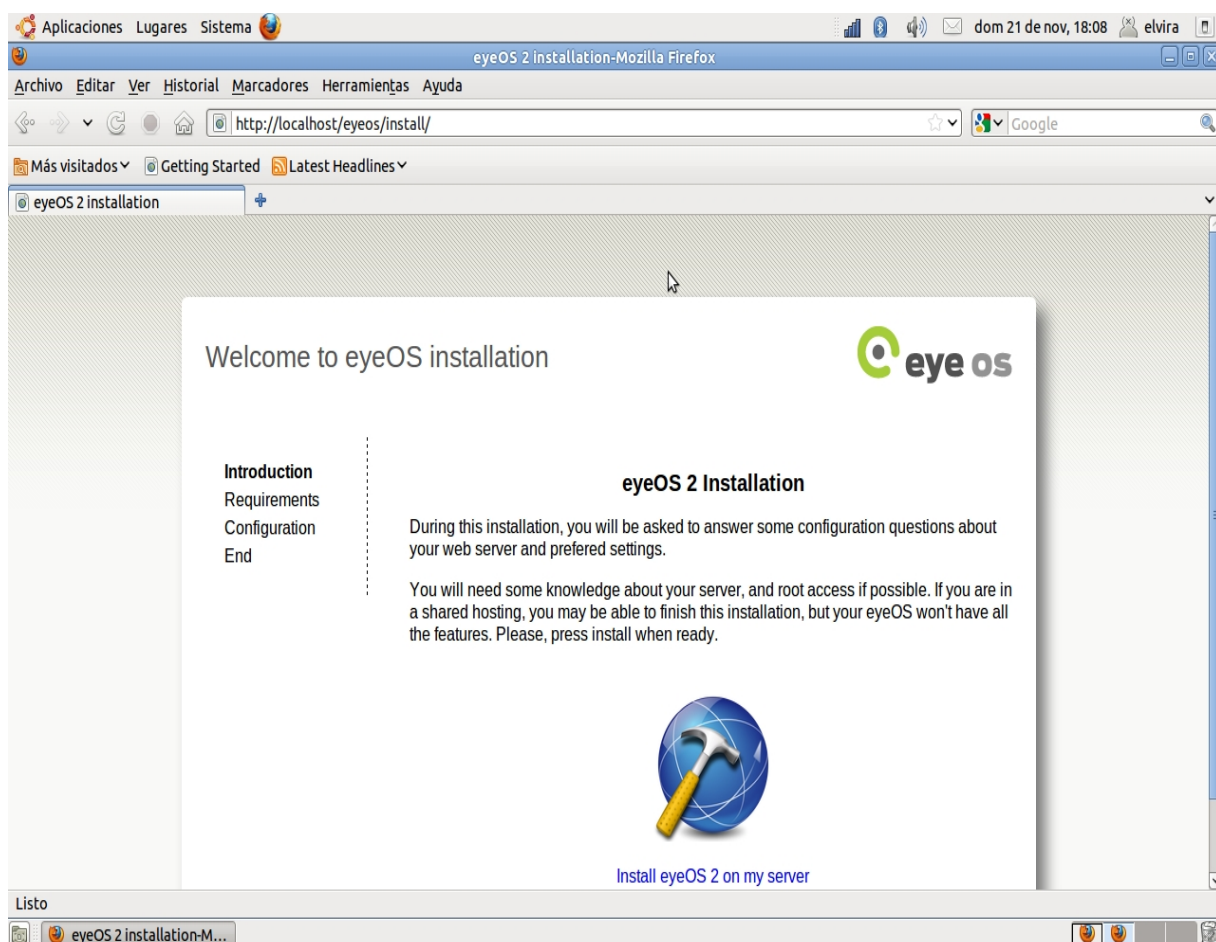 Aplicaciones Lugares Sistema dom 21 de nov, 18:08 elvira
eyeOS 2 installation-Mozilla Firefox
Archivo Editar Ver Historial Marcadores Herramientas Ayuda
http://localhost/eyeos/install/ Google
Más visitados Getting Started Latest Headlines
eyeOS 2 installation
Welcome to eyeOS installation
eye os
Introduction
Requirements
Configuration
End
eyeOS 2 Installation
During this installation, you will be asked to answer some configuration questions about
your web server and prefered settings.
You will need some knowledge about your server, and root access if possible. If you are in
a shared hosting, you may be able to finish this installation, but your eyeOS won't have all
the features. Please, press install when ready.
Install eyeOS 2 on my server
Listo
eyeOS 2 installation-M...